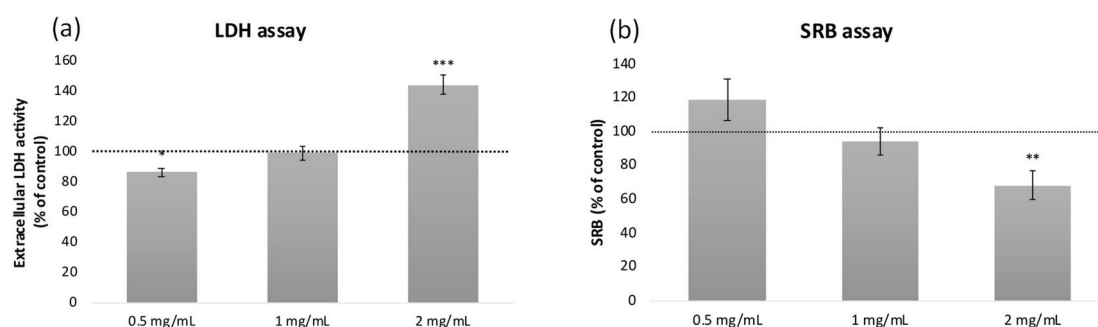 (a)
LDH assay
Extracellular LDH activity
(% of control)
160
140
120
100
80
60
40
20
0
*
***
0.5 mg/mL
1 mg/mL
2 mg/mL
(b)
SRB assay
SRB (% of control)
140
120
100
80
60
40
20
0
**
0.5 mg/mL
1 mg/mL
2 mg/mL